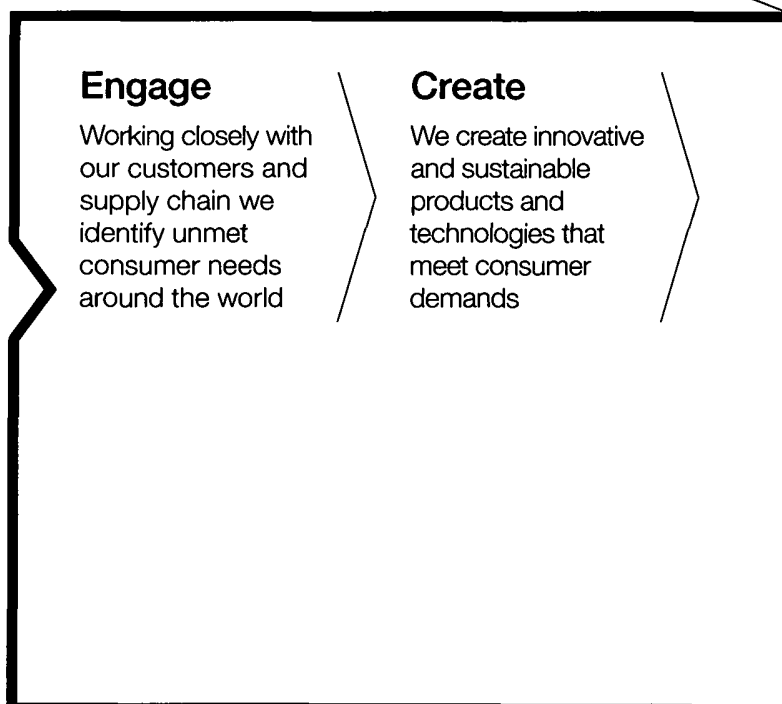 Engage
Working closely with
our customers and
supply chain we
identify unmet
consumer needs
around the world
Create
We create innovative
and sustainable
products and
technologies that
meet consumer
demands